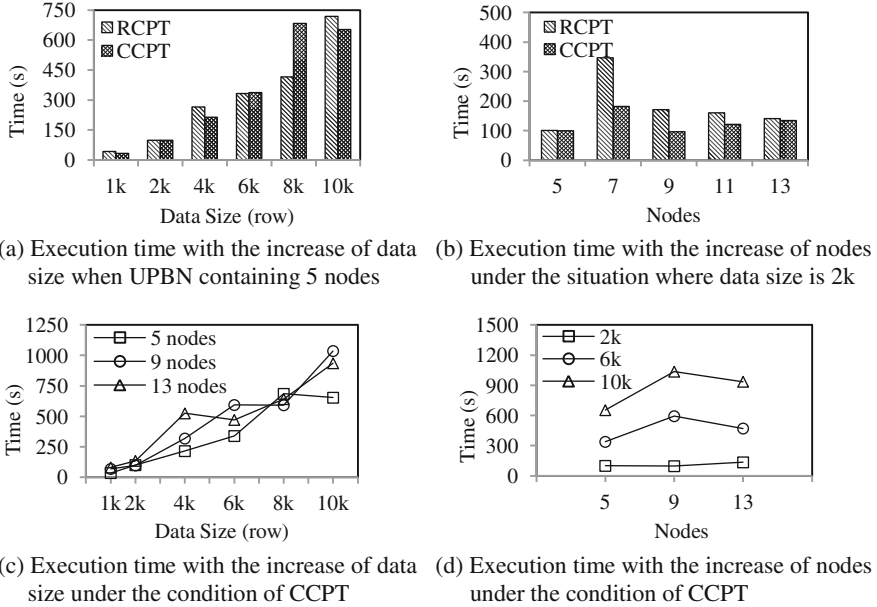 750
600
450
300
150
0
Time (s)
RCPT
CCPT
1k 2k 4k 6k 8k 10k
Data Size (row)
500
400
300
200
100
0
Time (s)
RCPT
CCPT
5 7 9 11 13
Nodes
(a) Execution time with the increase of data
size when UPBN containing 5 nodes
(b) Execution time with the increase of nodes
under the situation where data size is 2k
1250
1000
750
500
250
0
Time (s)
5 nodes
9 nodes
13 nodes
1k 2k 4k 6k 8k 10k
Data Size (row)
1500
1200
900
600
300
0
Time (s)
2k
6k
10k
5 9 13
Nodes
(c) Execution time with the increase of data
size under the condition of CCPT
(d) Execution time with the increase of nodes
under the condition of CCPT